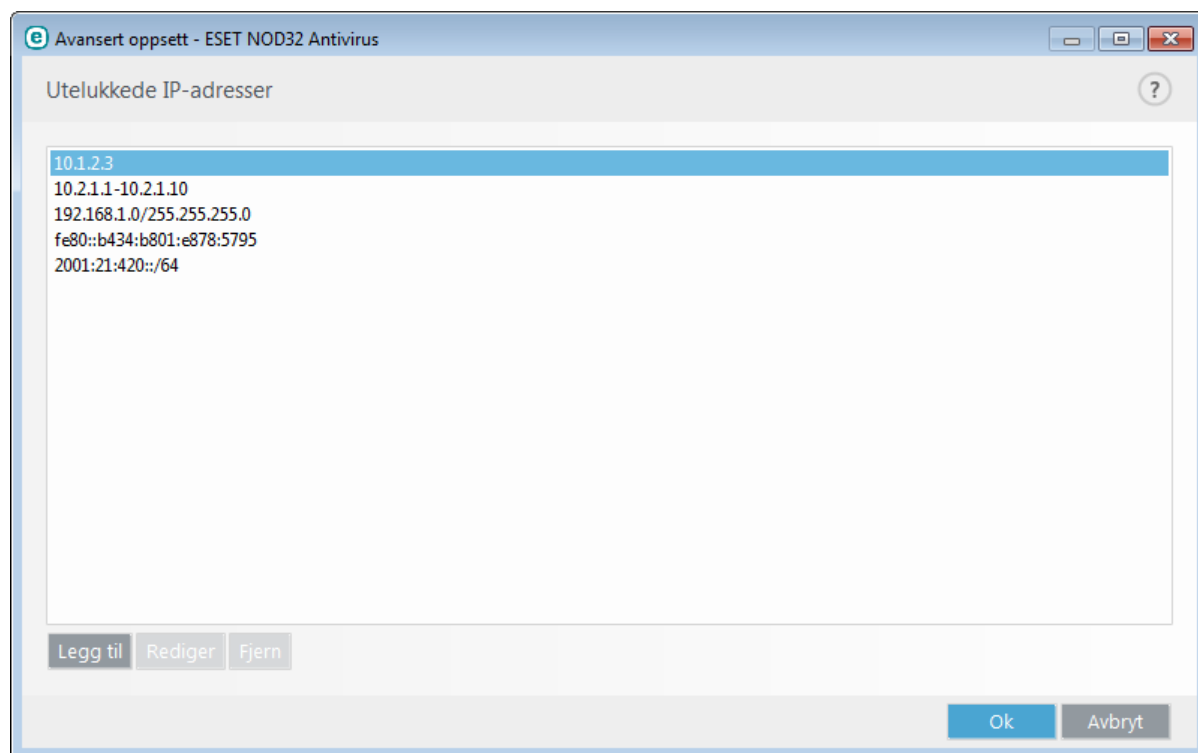 Avansert oppsett - ESET NOD32 Antivirus
Utelukkede IP-adresser
?
10.1.2.3
10.2.1.1-10.2.1.10
192.168.1.0/255.255.255.0
fe80::b434:b801:e878:5795
2001:21:420::/64
Legg til Rediger Fjern
Ok Avbryt